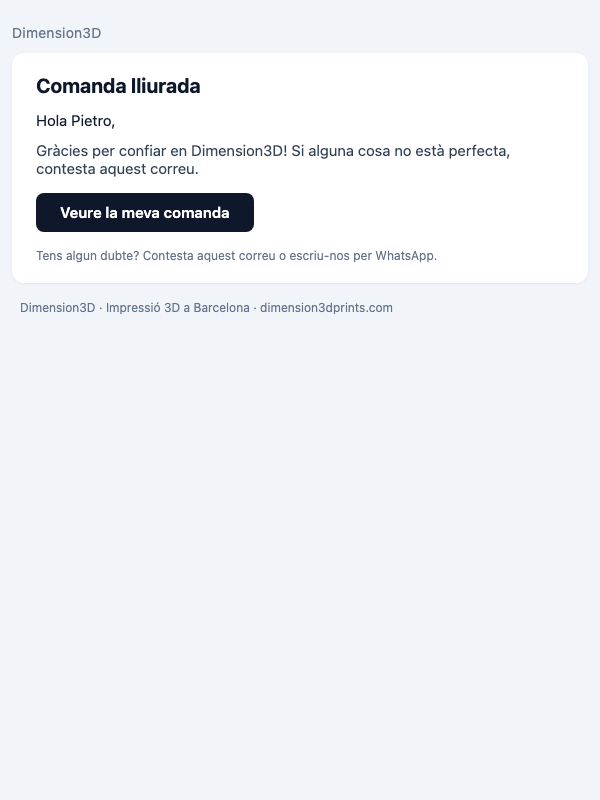 Dimension3D
Comanda lliurada
Hola Pietro,
Gràcies per confiar en Dimension3D! Si alguna cosa no està perfecta,
contesta aquest correu.
Veure la meva comanda
Tens algun dubte? Contesta aquest correu o escriu-nos per WhatsApp.
Dimension3D · Impressió 3D a Barcelona · dimension3dprints.com